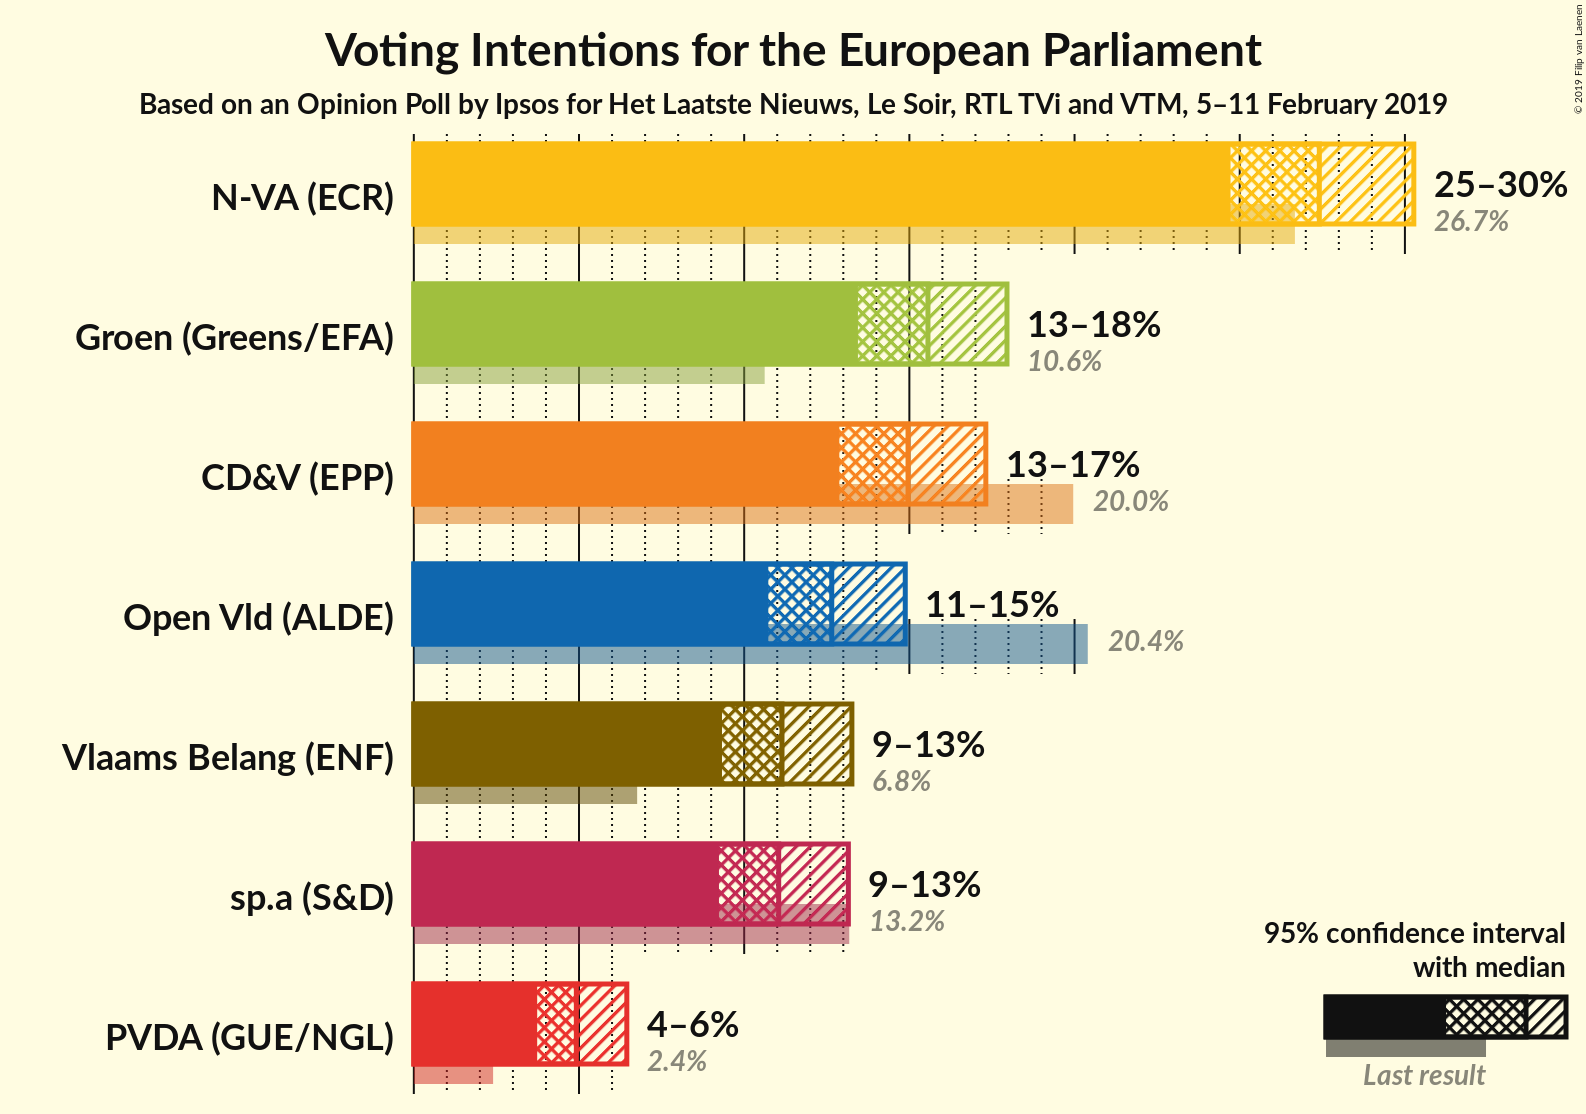 Voting Intentions for the European Parliament
Based on an Opinion Poll by Ipsos for Het Laatste Nieuws, Le Soir, RTL TVi and VTM, 5–11 February 2019
© 2019 Filip van Laenen
N-VA (ECR)
25–30%
26.7%
Groen (Greens/EFA)
13–18%
10.6%
CD&V (EPP)
13–17%
20.0%
Open Vld (ALDE)
11–15%
20.4%
Vlaams Belang (ENF)
9–13%
6.8%
sp.a (S&D)
9–13%
13.2%
PVDA (GUE/NGL)
4–6%
2.4%
95% confidence interval
with median
Last result